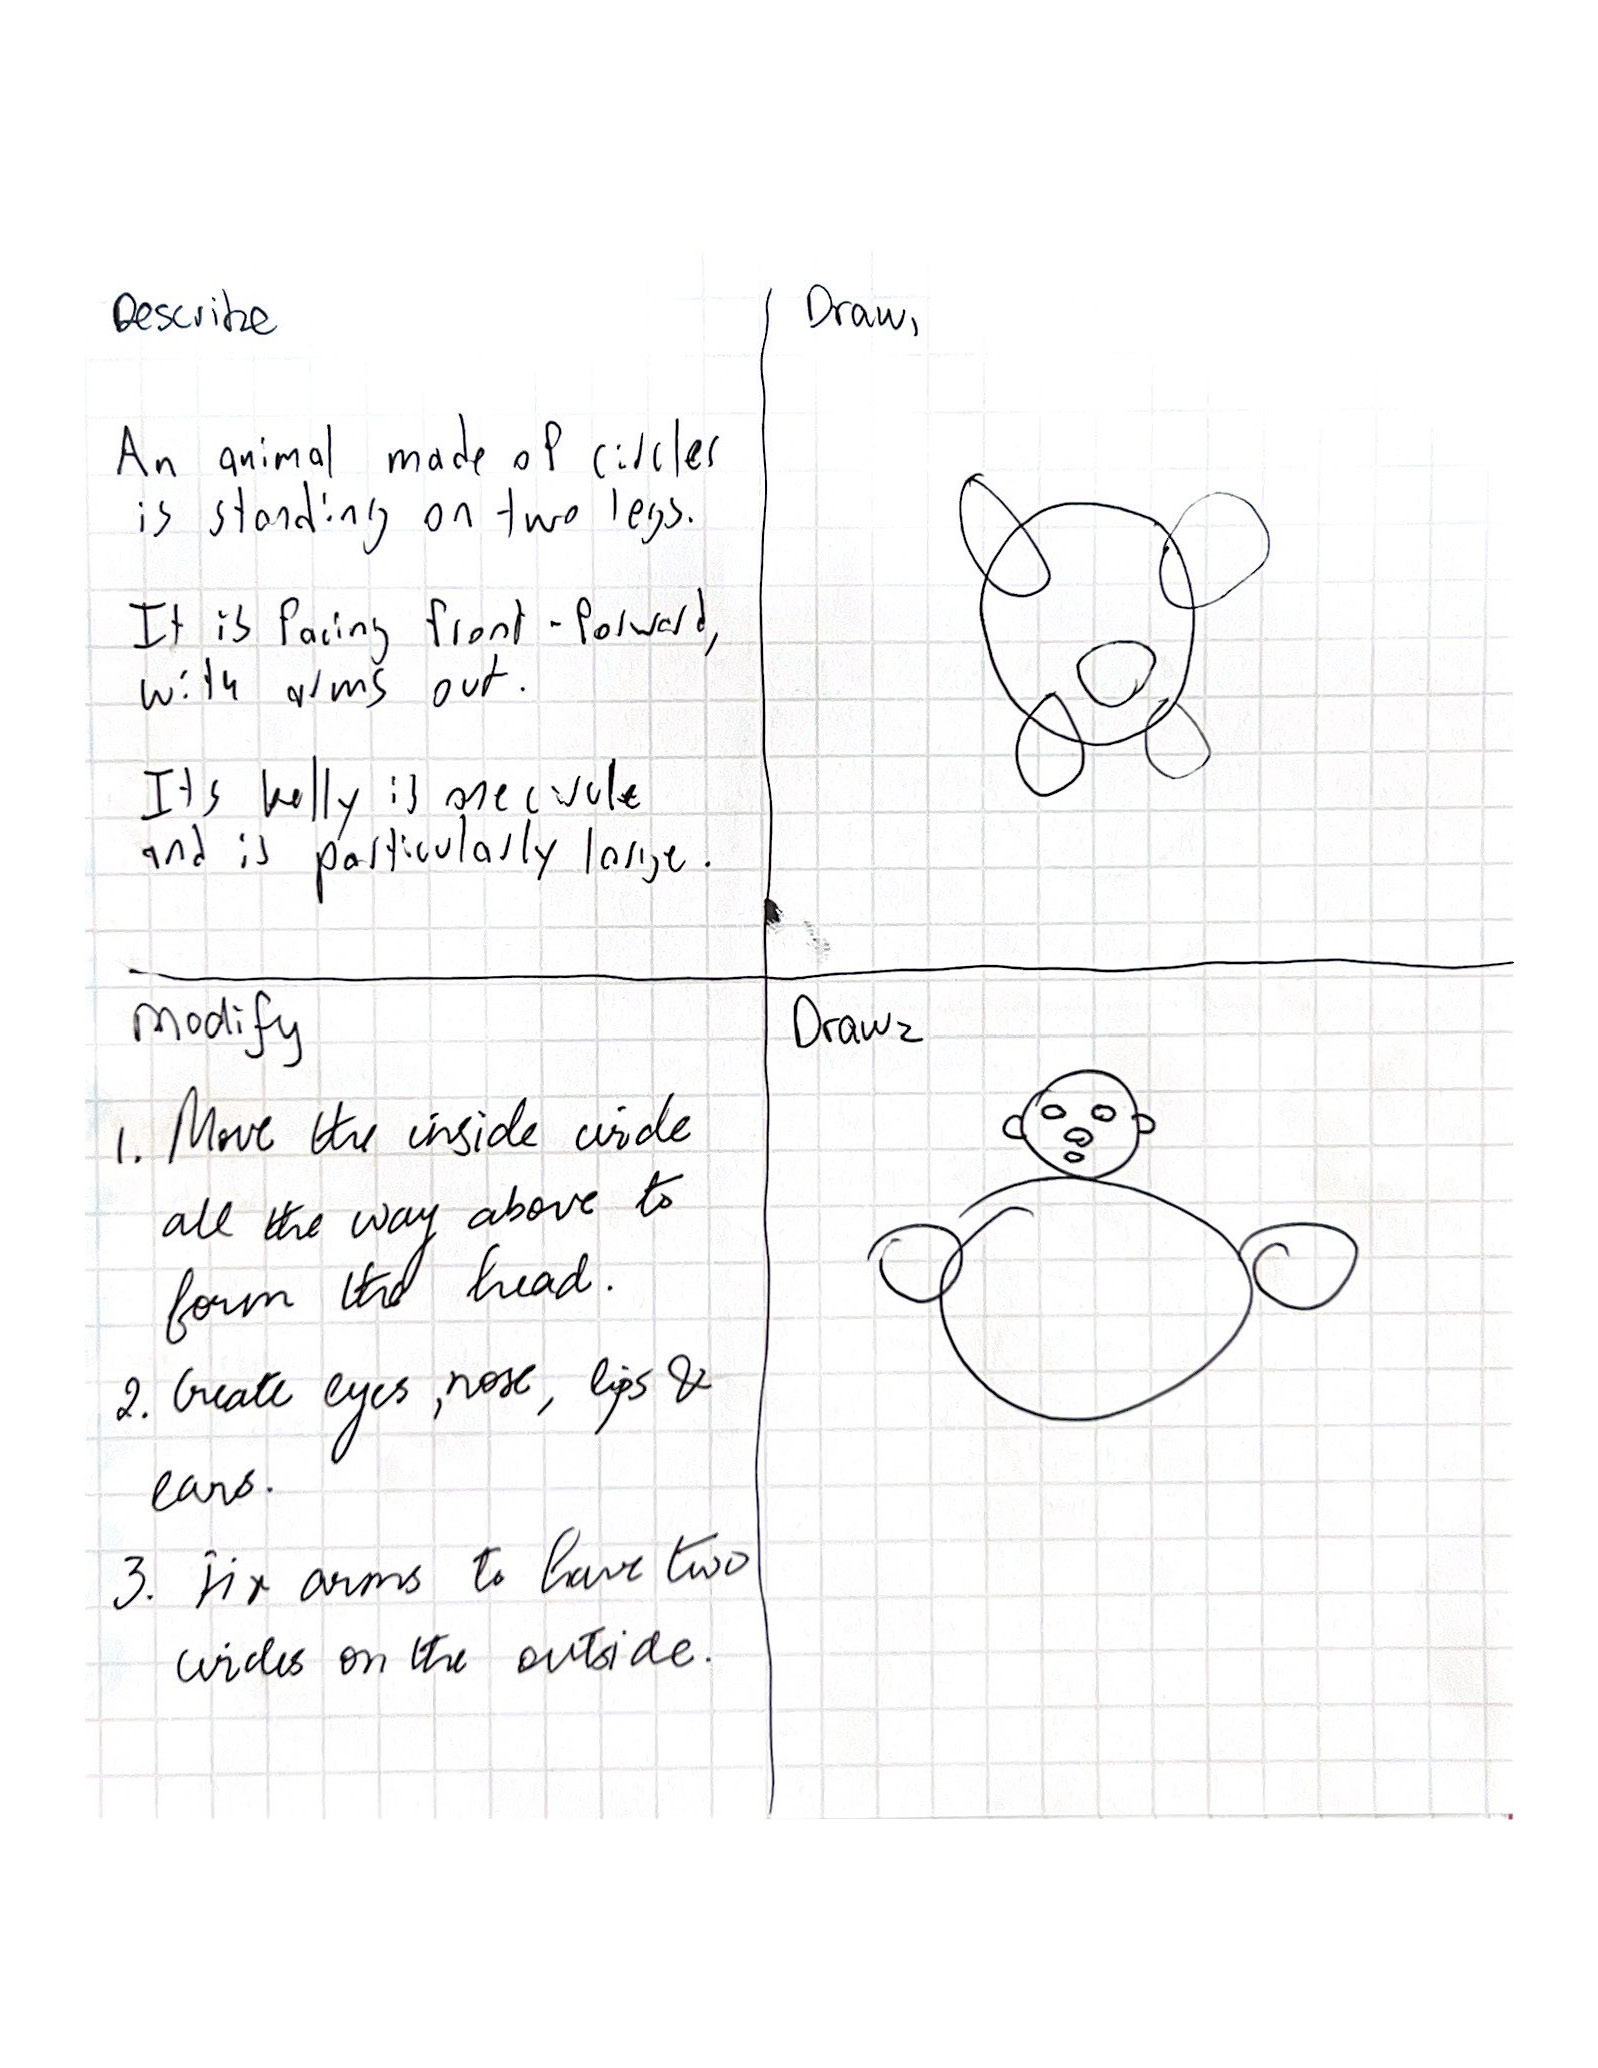 Describe
An animal made of circles
is standing on two legs.
It is facing front-forward,
with arms out.
Its belly is one circle
and is particularly large.
Draw1
Modify
1. Move the inside circle
all the way above to
form the head.
2. Create eyes, nose, lips &
ears.
3. Fix arms to have two
circles on the outside.
Draw2